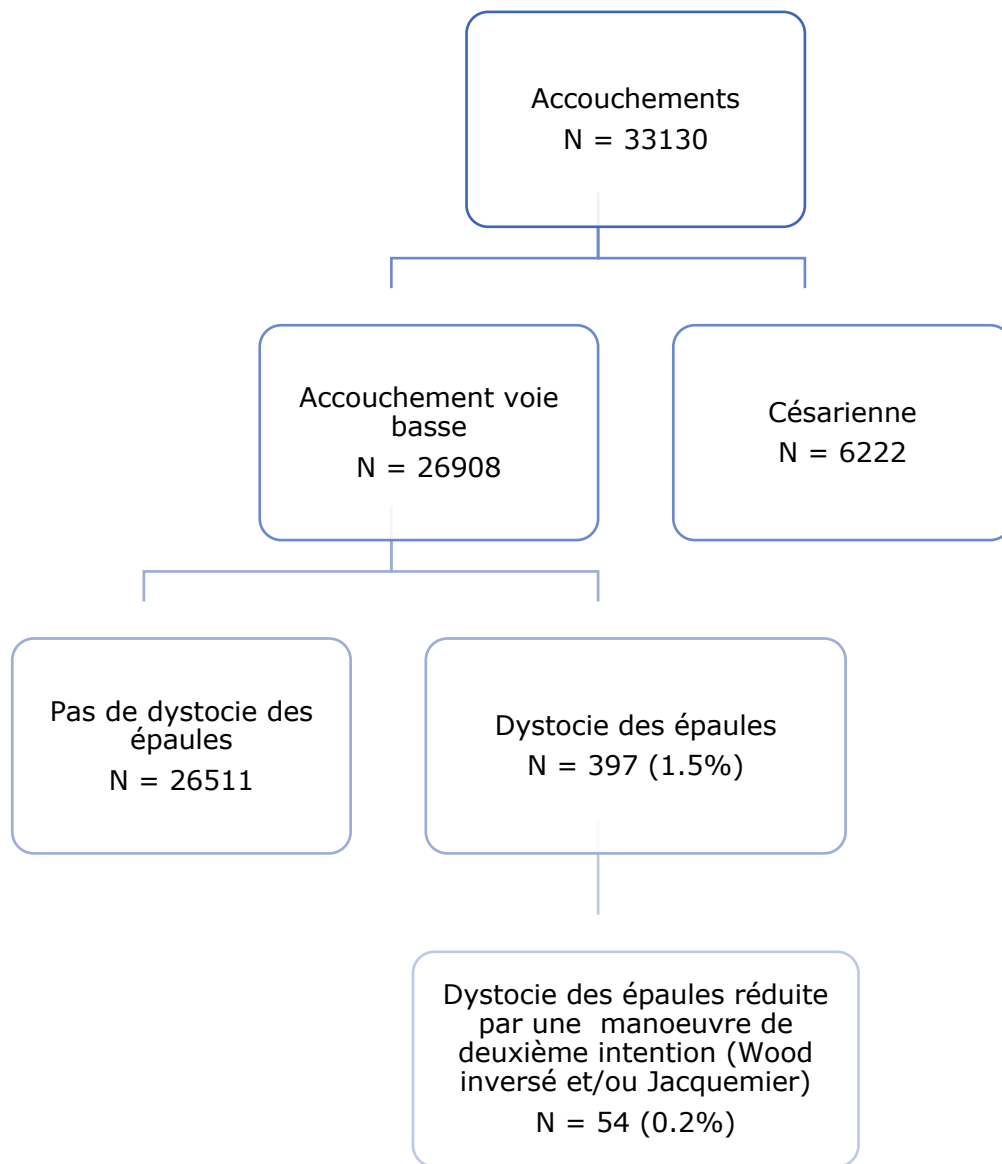 Accouchements
N = 33130
Accouchement voie
basse
N = 26908
Césarienne
N = 6222
Pas de dystocie des
épaules
N = 26511
Dystocie des épaules
N = 397 (1.5%)
Dystocie des épaules réduite
par une manoeuvre de
deuxième intention (Wood
inversé et/ou Jacquemier)
N = 54 (0.2%)